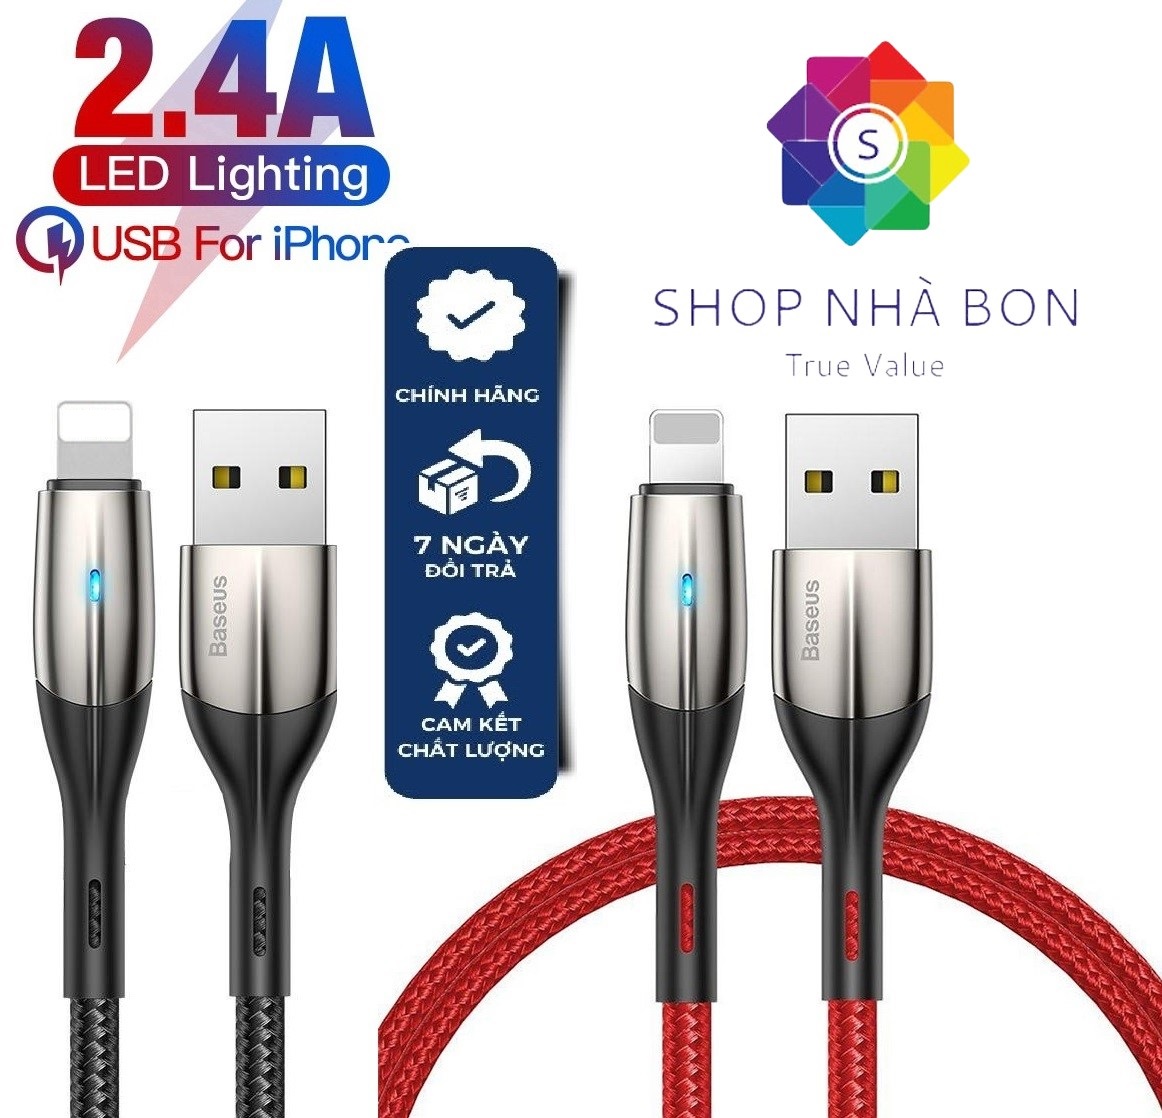 2.4A
LED Lighting
USB For iPhone
S
SHOP NHÀ BON
True Value
CHÍNH HÃNG
7 NGÀY
ĐỔI TRẢ
CAM KẾT
CHẤT LƯỢNG
Baseus
Baseus